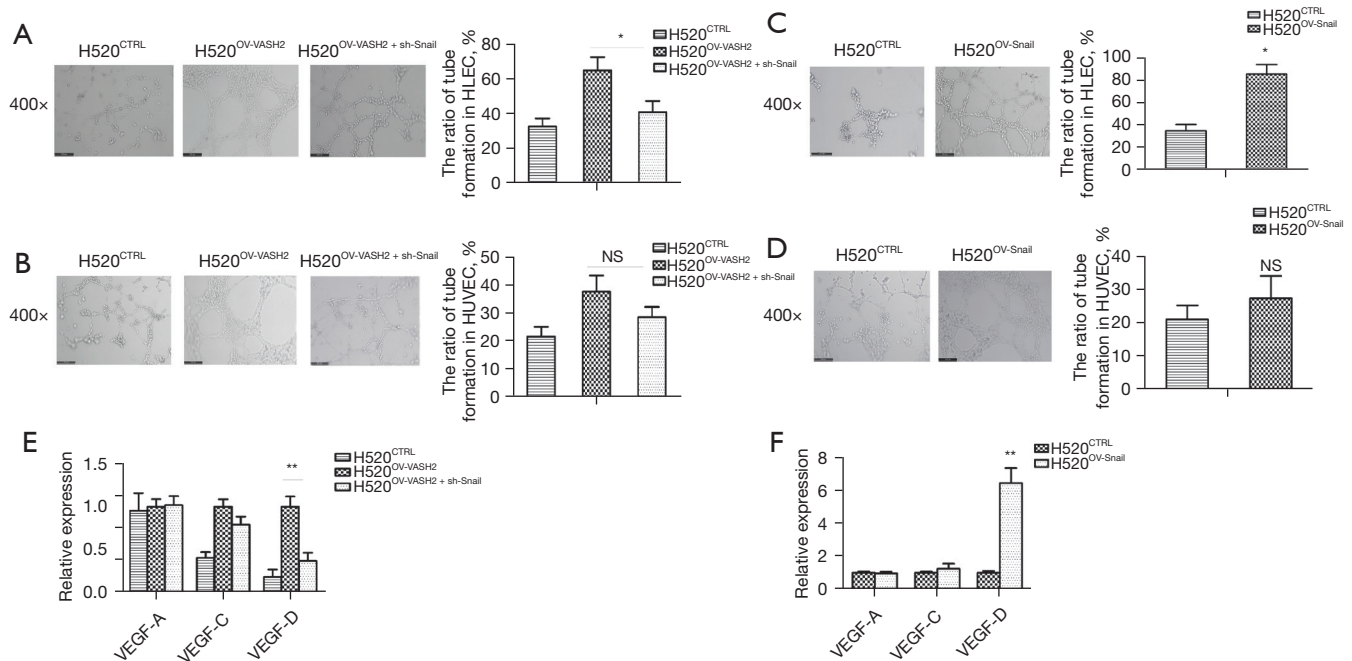 A
H520CTRL
H520OV-VASH2
H520OV-VASH2 + sh-Snail
400×
The ratio of tube
formation in HLEC, %
80
60
40
20
0
*
H520CTRL
H520OV-VASH2
H520OV-VASH2 + sh-Snail
C
H520CTRL
H520OV-Snail
400×
The ratio of tube
formation in HLEC, %
100
80
60
40
20
0
*
H520CTRL
H520OV-Snail
B
H520CTRL
H520OV-VASH2
H520OV-VASH2 + sh-Snail
400×
The ratio of tube
formation in HUVEC, %
50
40
30
20
10
0
NS
H520CTRL
H520OV-VASH2
H520OV-VASH2 + sh-Snail
D
H520CTRL
H520OV-Snail
400×
The ratio of tube
formation in HUVEC, %
40
30
20
10
0
NS
H520CTRL
H520OV-Snail
E
Relative expression
1.5
1.0
0.5
0.0
**
VEGF-A
VEGF-C
VEGF-D
H520CTRL
H520OV-VASH2
H520OV-VASH2 + sh-Snail
F
Relative expression
8
6
4
2
0
**
VEGF-A
VEGF-C
VEGF-D
H520CTRL
H520OV-Snail